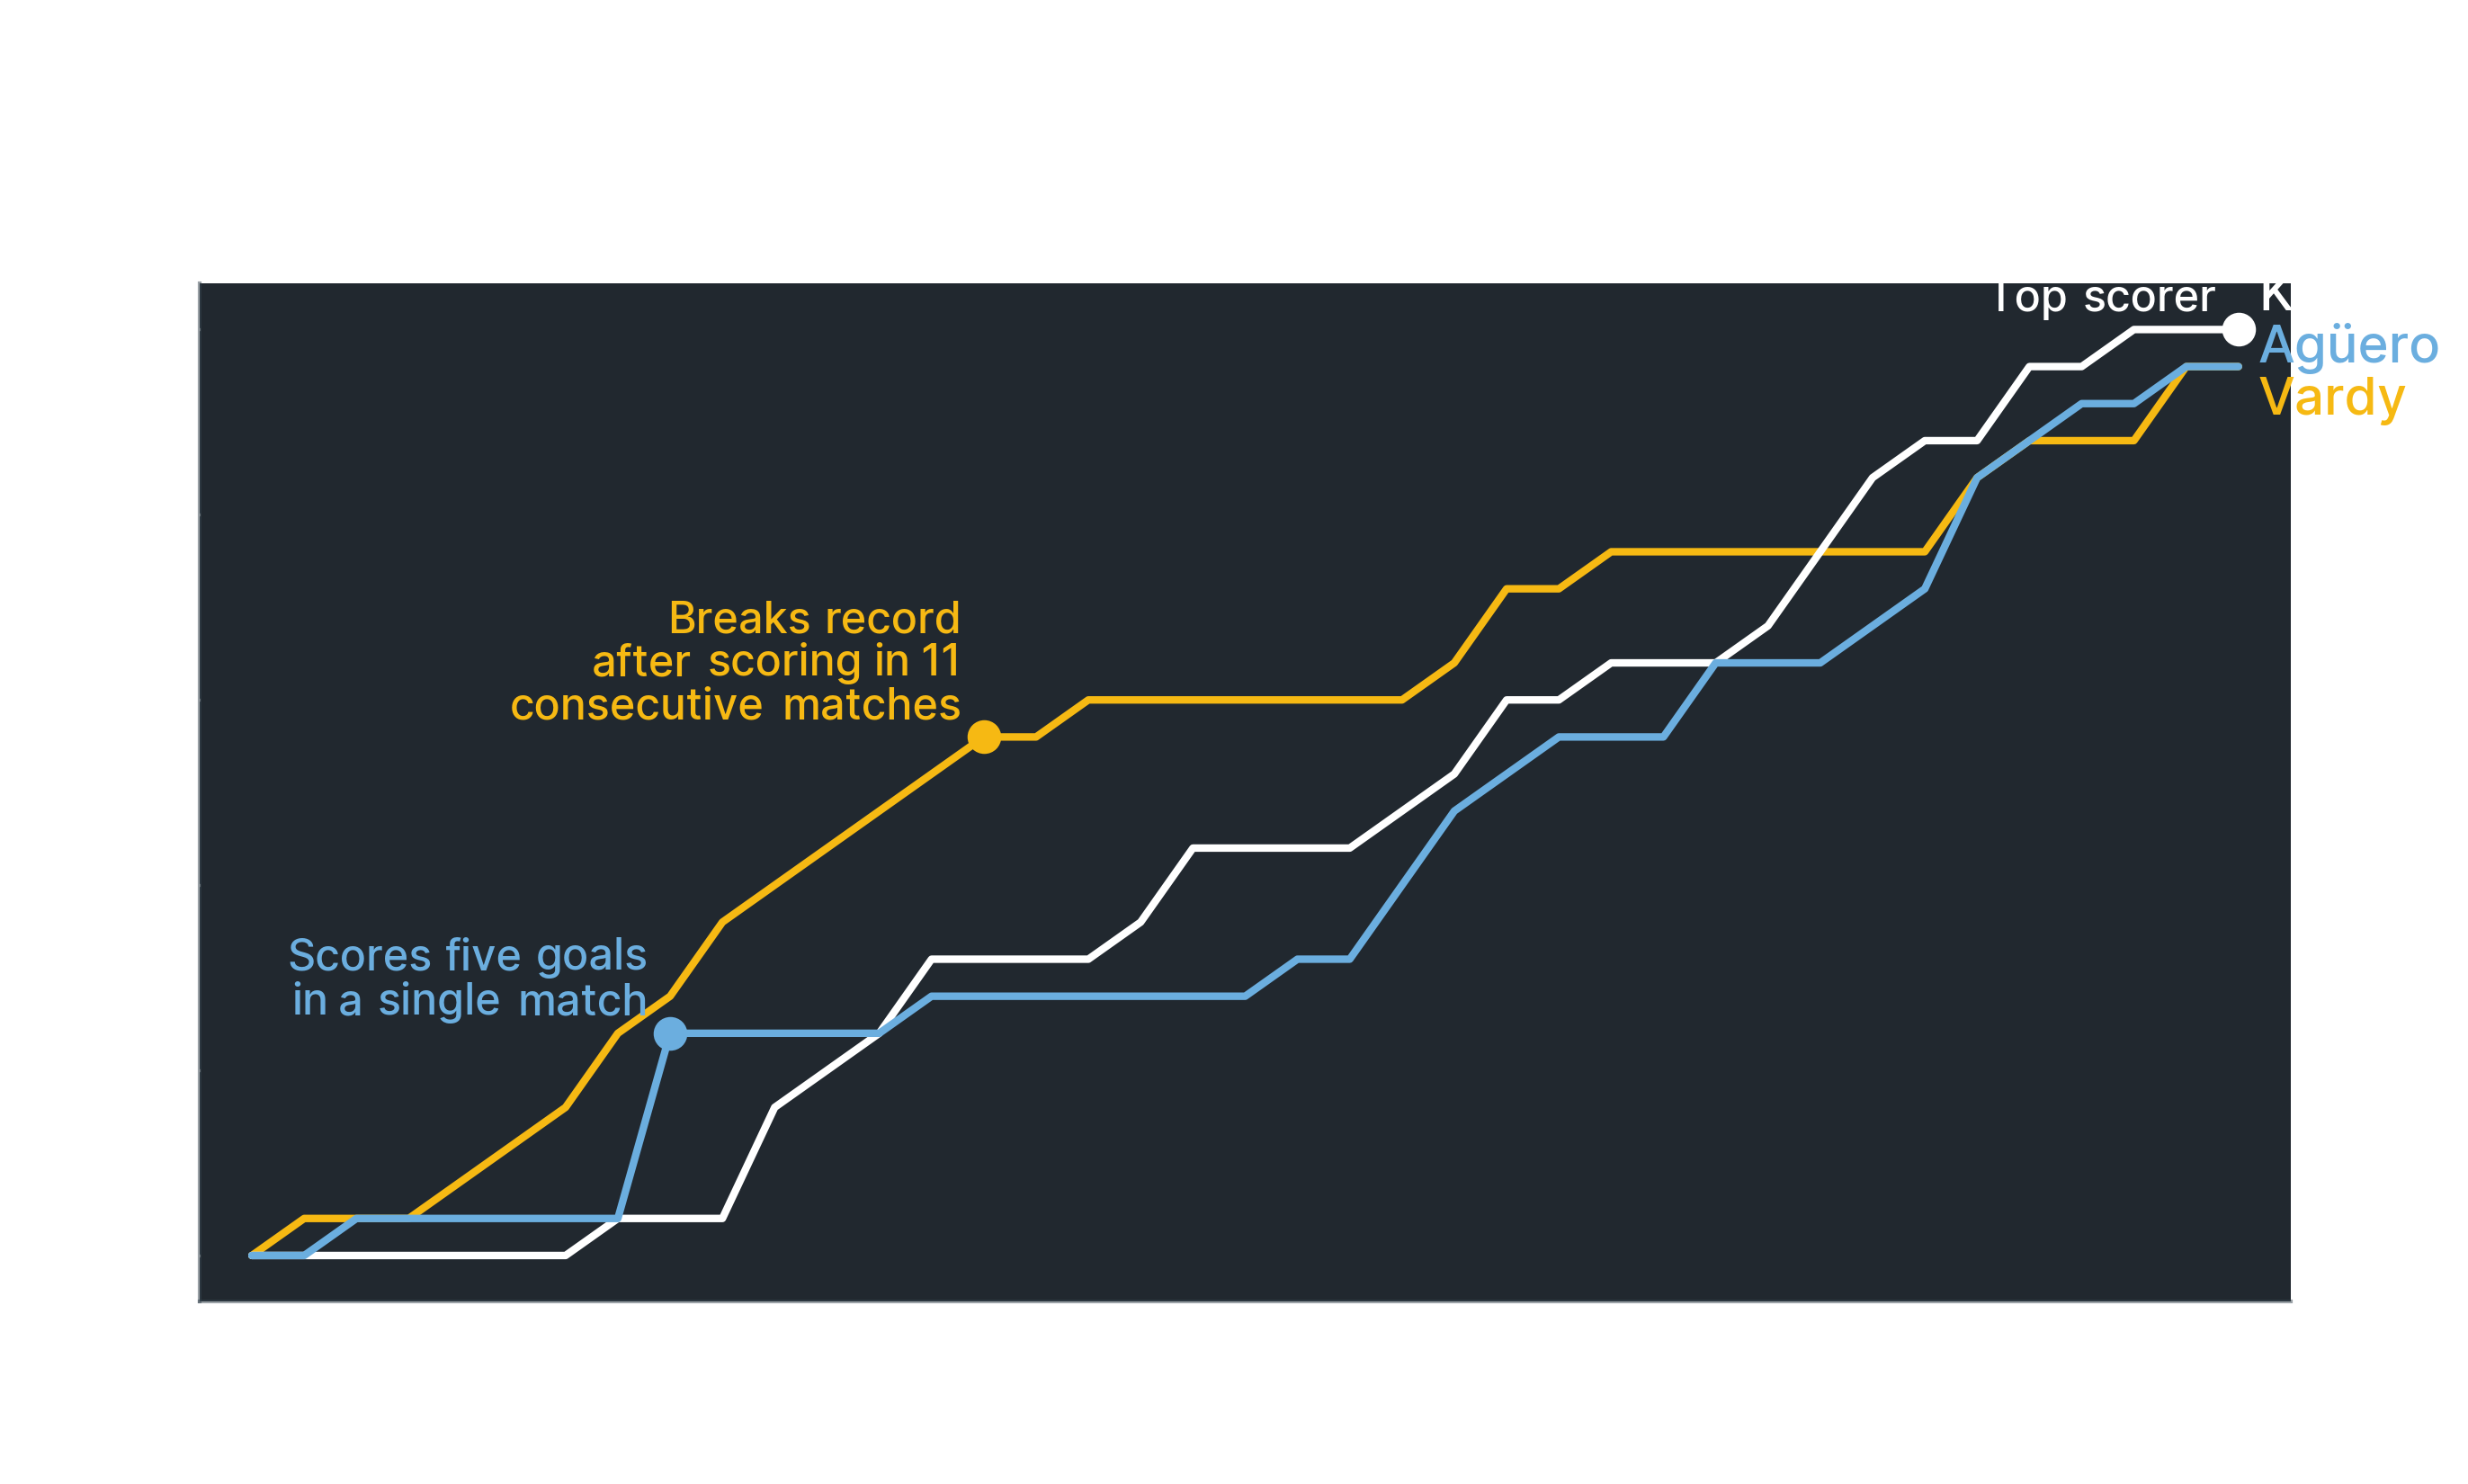 Top scorer
K
Agüero
Vardy
Breaks record
after scoring in 11
consecutive matches
Scores five goals
in a single match